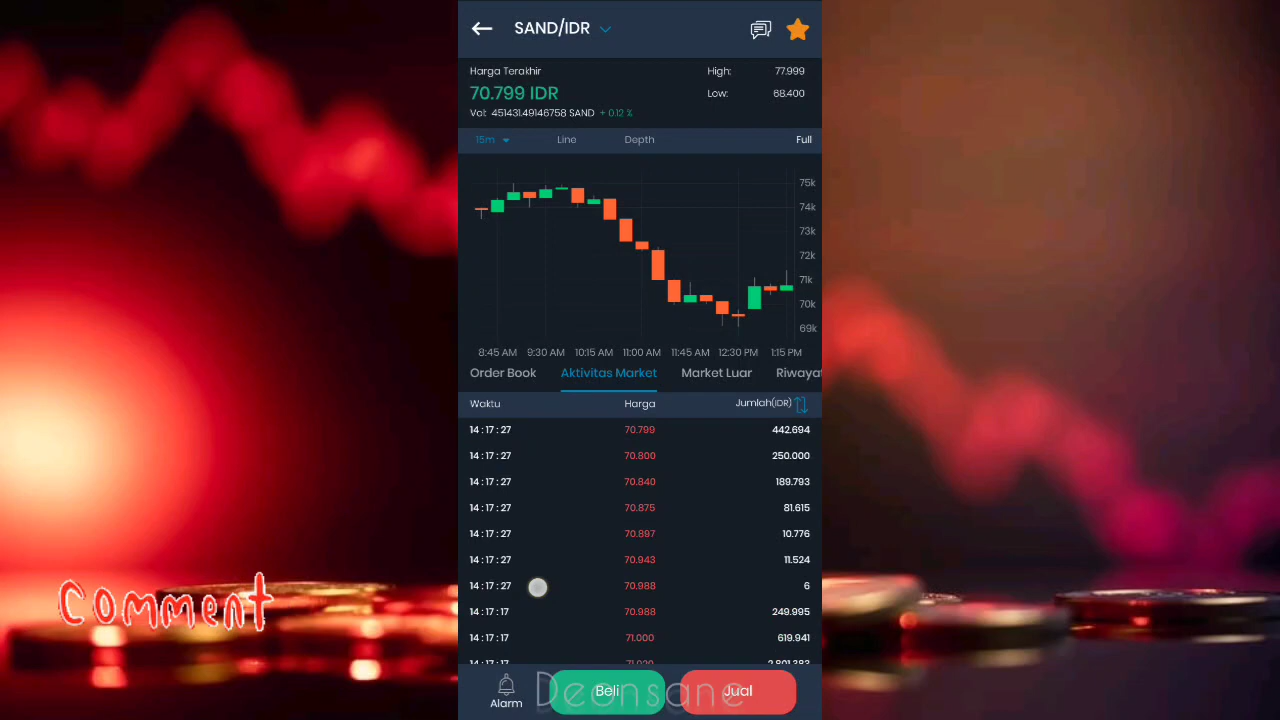 SAND/IDR
Harga Terakhir
High: 77.999
70.799 IDR
Low: 68.400
Vol: 451431.49146758 SAND + 0.12 %
15m Line Depth Full
75k
74k
73k
72k
71k
70k
69k
8:45 AM 9:30 AM 10:15 AM 11:00 AM 11:45 AM 12:30 PM 1:15 PM
Order Book Aktivitas Market Market Luar Riwayat
Waktu Harga Jumlah(IDR)
14 : 17 : 27 70.799 442.694
14 : 17 : 27 70.800 250.000
14 : 17 : 27 70.840 189.793
14 : 17 : 27 70.875 81.615
14 : 17 : 27 70.897 10.776
14 : 17 : 27 70.943 11.524
14 : 17 : 27 70.988 6
14 : 17 : 17 70.988 249.995
14 : 17 : 17 71.000 619.941
Comment
Alarm Beli Jual
Deonsane